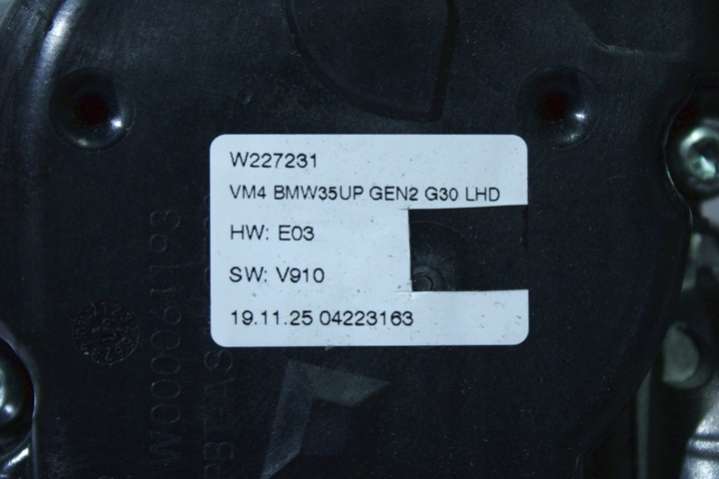 W227231
VM4 BMW35UP GEN2 G30 LHD
HW: E03
SW: V910
19.11.25 04223163